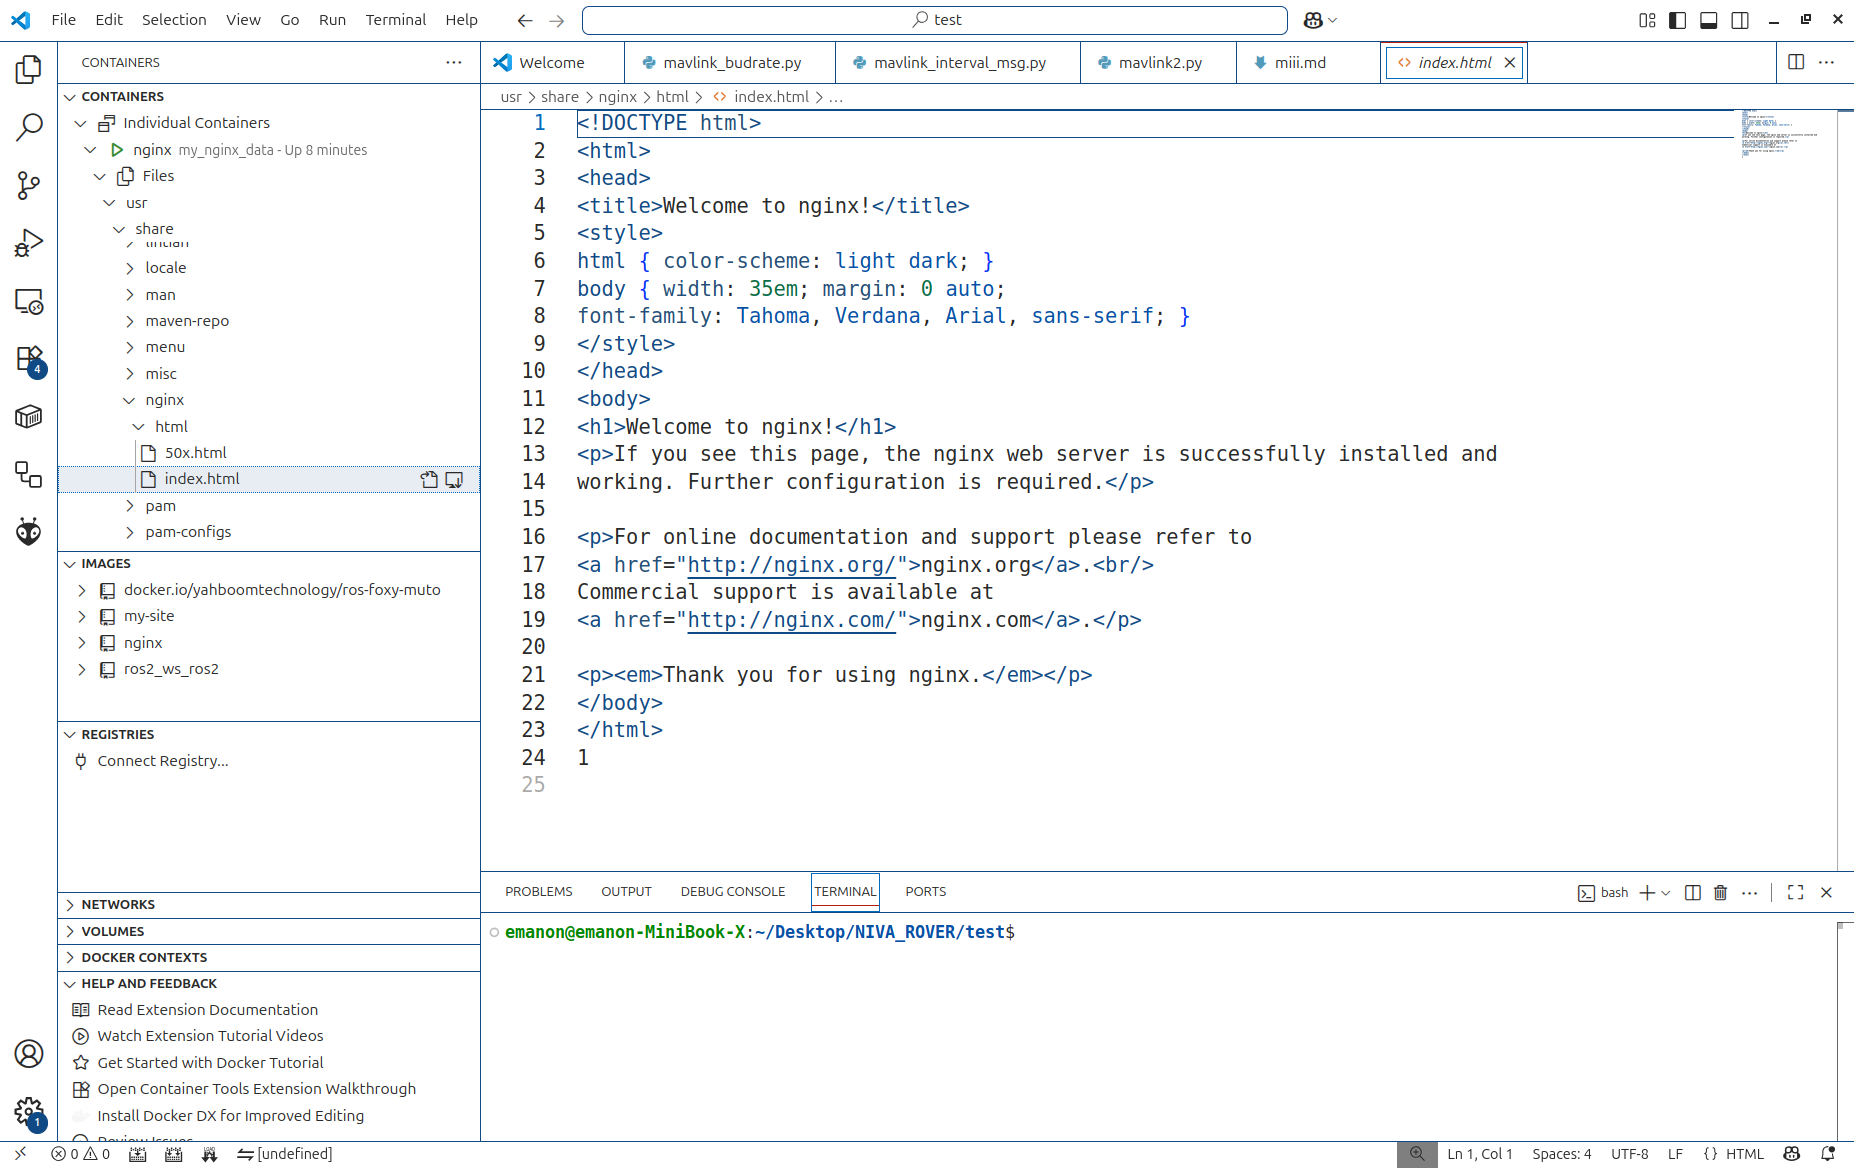 File Edit Selection View Go Run Terminal Help
test
CONTAINERS
Welcome
mavlink_budrate.py
mavlink_interval_msg.py
mavlink2.py
miii.md
index.html
usr > share > nginx > html > index.html > ...
CONTAINERS
Individual Containers
nginx my_nginx_data - Up 8 minutes
Files
usr
share
lintian
locale
man
maven-repo
menu
misc
nginx
html
50x.html
index.html
pam
pam-configs
IMAGES
docker.io/yahboomtechnology/ros-foxy-muto
my-site
nginx
ros2_ws_ros2
REGISTRIES
Connect Registry...
NETWORKS
VOLUMES
DOCKER CONTEXTS
HELP AND FEEDBACK
Read Extension Documentation
Watch Extension Tutorial Videos
Get Started with Docker Tutorial
Open Container Tools Extension Walkthrough
Install Docker DX for Improved Editing
Review Issues
4
1
1 <!DOCTYPE html>
2 <html>
3 <head>
4 <title>Welcome to nginx!</title>
5 <style>
6 html { color-scheme: light dark; }
7 body { width: 35em; margin: 0 auto;
8 font-family: Tahoma, Verdana, Arial, sans-serif; }
9 </style>
10 </head>
11 <body>
12 <h1>Welcome to nginx!</h1>
13 <p>If you see this page, the nginx web server is successfully installed and
14 working. Further configuration is required.</p>
15
16 <p>For online documentation and support please refer to
17 <a href="http://nginx.org/">nginx.org</a>.<br/>
18 Commercial support is available at
19 <a href="http://nginx.com/">nginx.com</a>.</p>
20
21 <p><em>Thank you for using nginx.</em></p>
22 </body>
23 </html>
24 1
25
PROBLEMS OUTPUT DEBUG CONSOLE TERMINAL PORTS
bash
emanon@emanon-MiniBook-X:~/Desktop/NIVA_ROVER/test$
0 0 [undefined]
Ln 1, Col 1 Spaces: 4 UTF-8 LF {} HTML